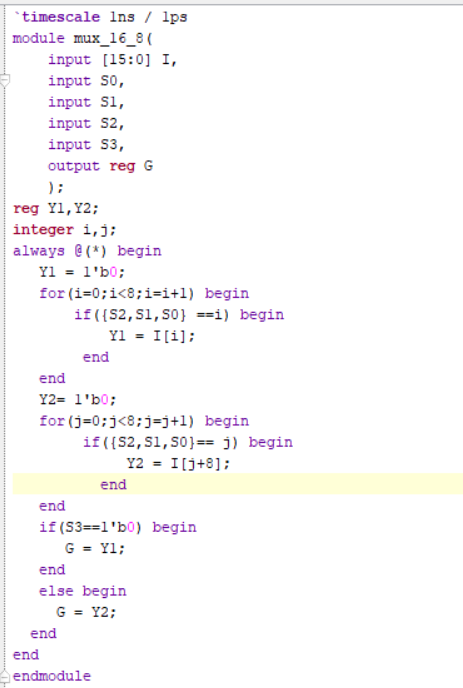 `timescale 1ns / 1ps
module mux_16_8(
input [15:0] I,
input S0,
input S1,
input S2,
input S3,
output reg G
);
reg Y1,Y2;
integer i,j;
always @(*) begin
Y1 = 1'b0;
for(i=0;i<8;i=i+1) begin
if({S2,S1,S0} ==i) begin
Y1 = I[i];
end
end
Y2= 1'b0;
for(j=0;j<8;j=j+1) begin
if({S2,S1,S0}== j) begin
Y2 = I[j+8];
end
end
if(S3==1'b0) begin
G = Y1;
end
else begin
G = Y2;
end
end
endmodule